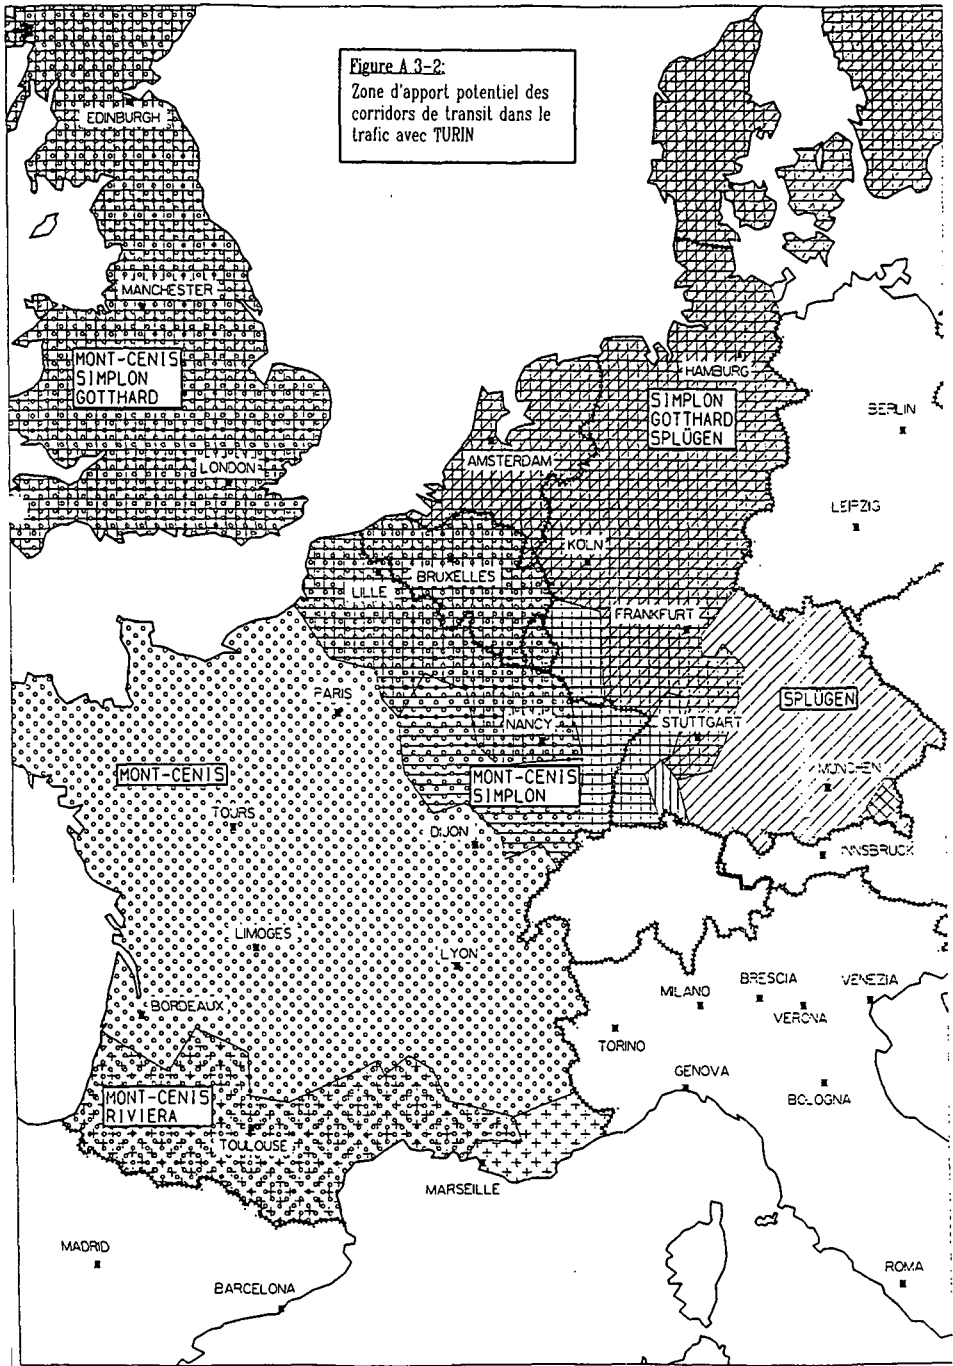 Figure A 3-2:
Zone d'apport potentiel des
corridors de transit dans le
trafic avec TURIN
EDINBURGH
MANCHESTER
MONT-CENIS
SIMPLON
GOTTHARD
LONDON
HAMBURG
SIMPLON
GOTTHARD
SPLÜGEN
BERLIN
AMSTERDAM
LEIPZIG
KÖLN
BRUXELLES
LILLE
FRANKFURT
PARIS
SPLÜGEN
NANCY
STUTTGART
MONT-CENIS
MONT-CENIS
SIMPLON
MÜNCHEN
TOURS
DIJON
INNSBRUCK
LIMOGES
LYON
MILANO
BRESCIA
VENEZIA
BORDEAUX
VERONA
TORINO
GENOVA
MONT-CENIS
RIVIERA
BOLOGNA
TOULOUSE
MARSEILLE
MADRID
ROMA
BARCELONA